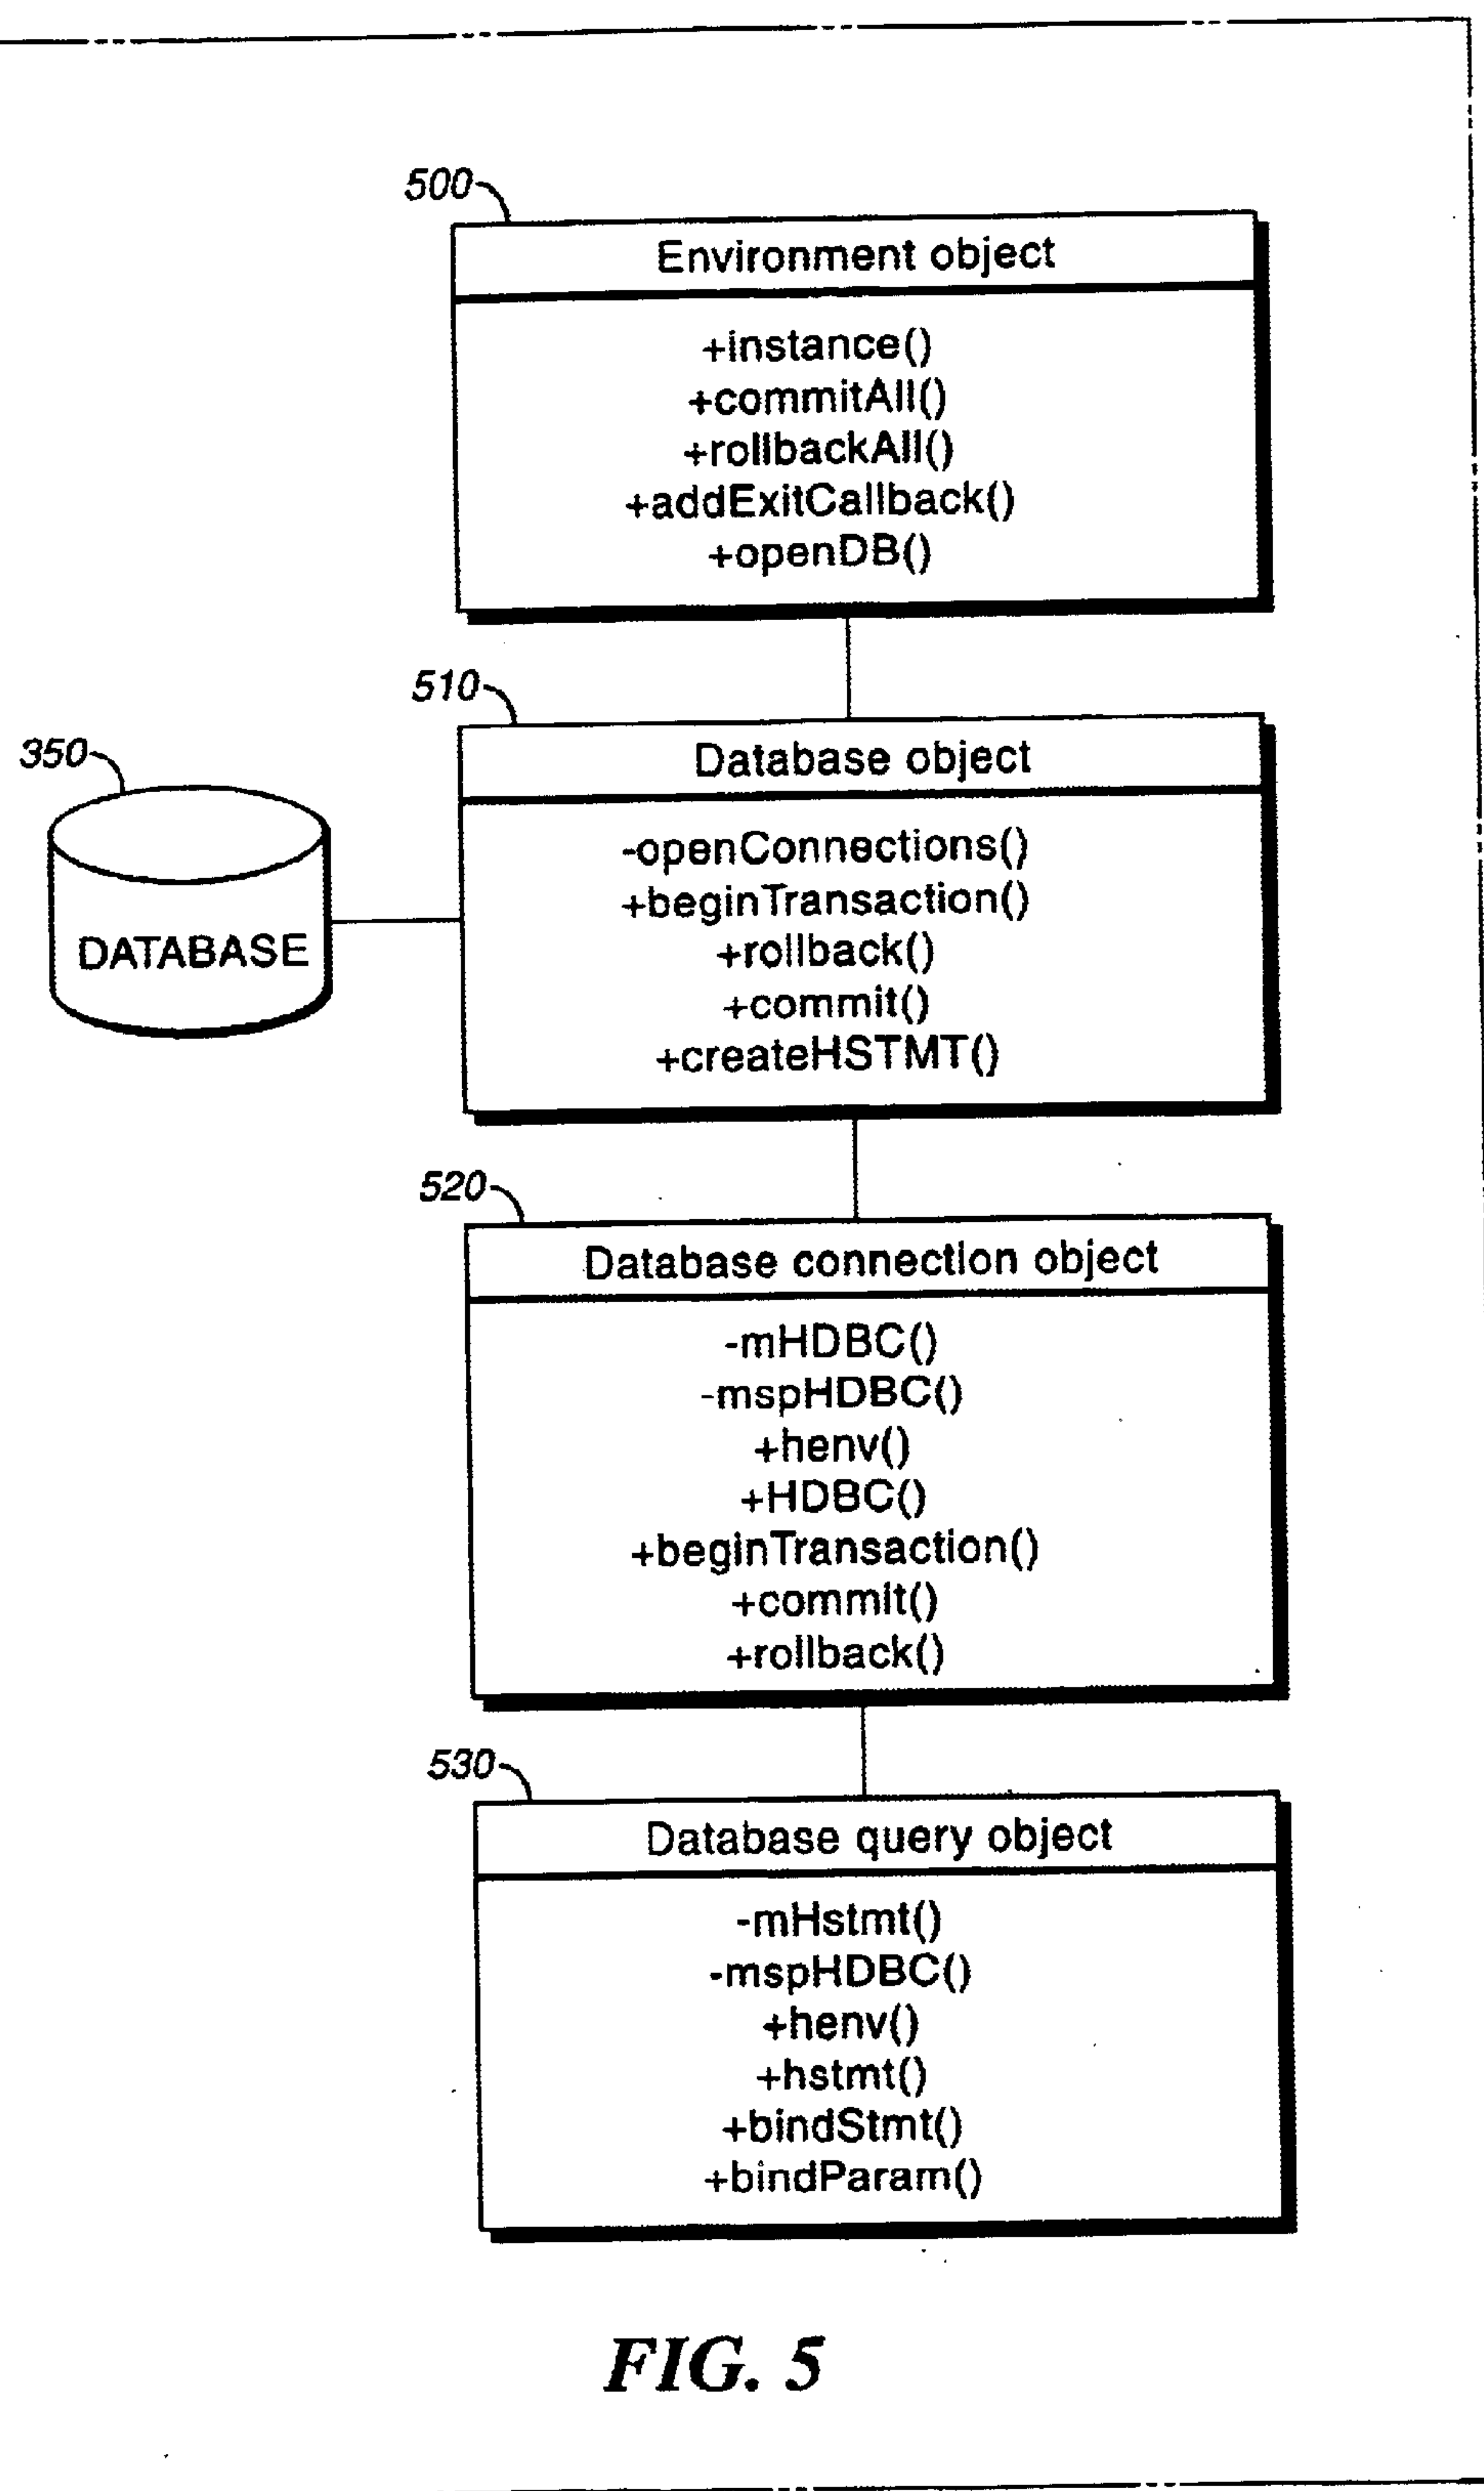 500
Environment object
+instance()
+commitAll()
+rollbackAll()
+addExitCallback()
+openDB()
510
Database object
-openConnections()
+beginTransaction()
+rollback()
+commit()
+createHSTMT()
350
DATABASE
520
Database connection object
-mHDBC()
-mspHDBC()
+henv()
+HDBC()
+beginTransaction()
+commit()
+rollback()
530
Database query object
-mHstmt()
-mspHDBC()
+henv()
+hstmt()
+bindStmt()
+bindParam()
FIG. 5